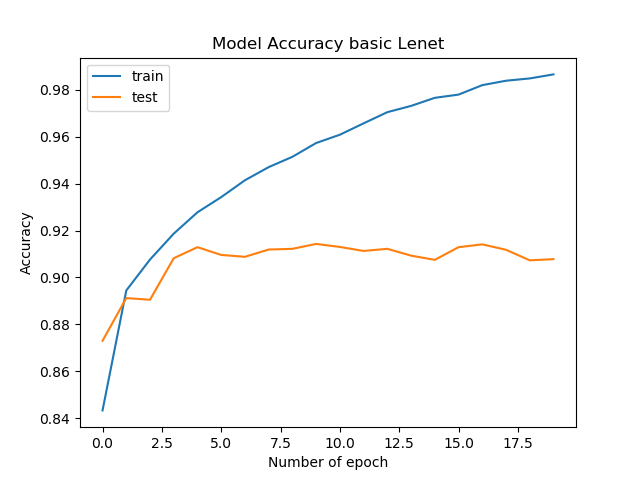 Model Accuracy basic Lenet
train
test
0.98
0.96
0.94
0.92
0.90
0.88
0.86
0.84
Accuracy
0.0 2.5 5.0 7.5 10.0 12.5 15.0 17.5
Number of epoch